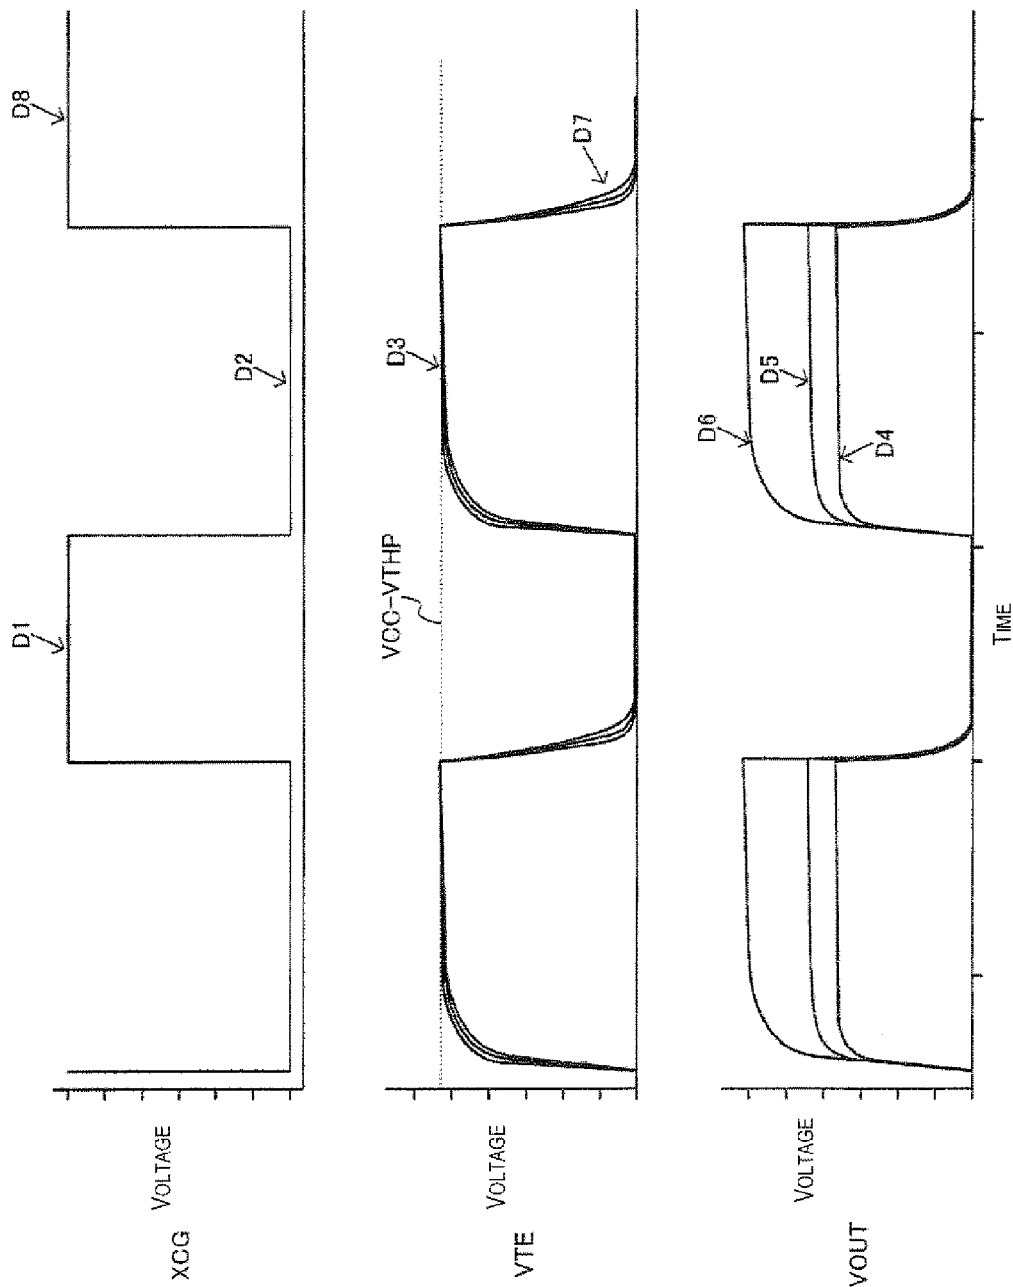 XCG
VOLTAGE
D1
D2
D8
VTE
VOLTAGE
VCC-VTHP
D3
D7
VOUT
VOLTAGE
D6
D5
D4
TIME